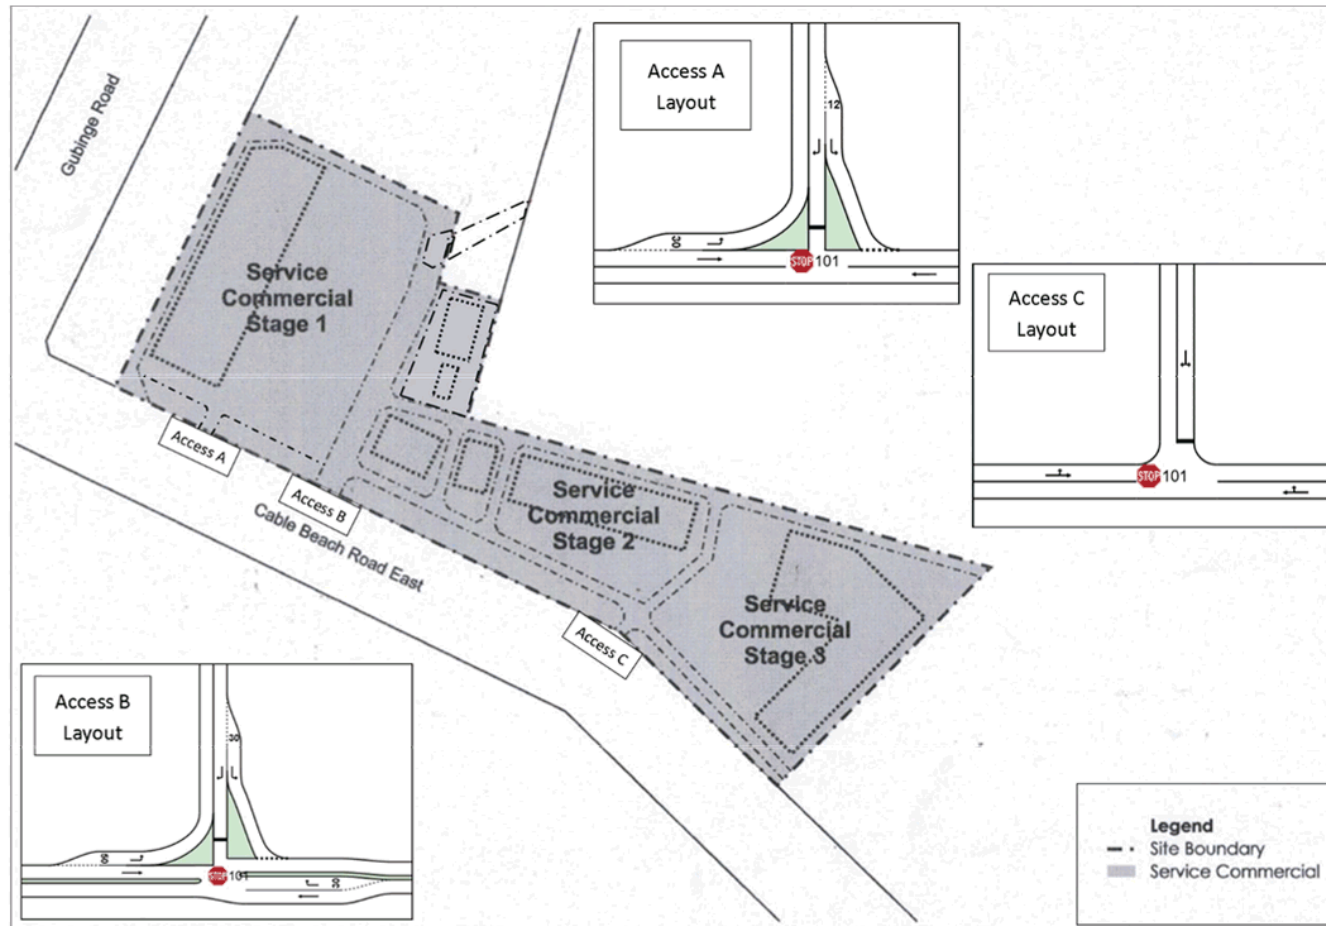 Gubinge Road
Service
Commercial
Stage 1
Access A
Layout
12
30
STOP 101
Access C
Layout
STOP 101
Access A
Access B
Cable Beach Road East
Service
Commercial
Stage 2
Access C
Service
Commercial
Stage 3
Access B
Layout
30
STOP 101
Legend
Site Boundary
Service Commercial